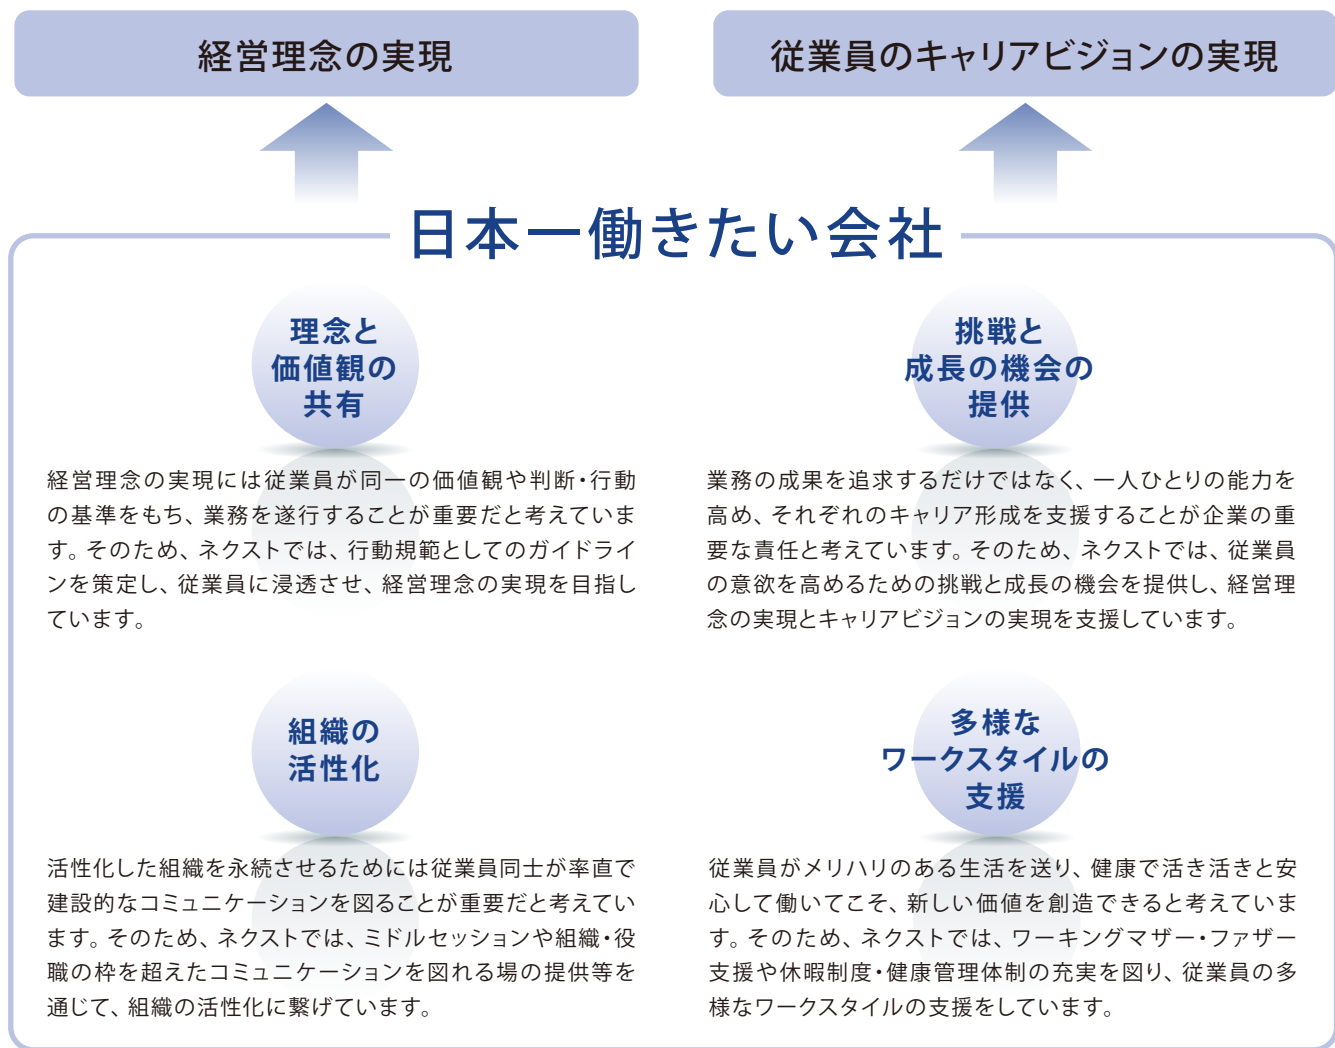 経営理念の実現
従業員のキャリアビジョンの実現
日本一働きたい会社
理念と
価値観の
共有
経営理念の実現には従業員が同一の価値観や判断・行動
の基準をもち、業務を遂行することが重要だと考えていま
す。そのため、ネクストでは、行動規範としてのガイドライ
ンを策定し、従業員に浸透させ、経営理念の実現を目指し
ています。
挑戦と
成長の機会の
提供
業務の成果を追求するだけではなく、一人ひとりの能力を
高め、それぞれのキャリア形成を支援することが企業の重
要な責任と考えています。そのため、ネクストでは、従業員
の意欲を高めるための挑戦と成長の機会を提供し、経営理
念の実現とキャリアビジョンの実現を支援しています。
組織の
活性化
活性化した組織を永続させるためには従業員同士が率直で
建設的なコミュニケーションを図ることが重要だと考えてい
ます。そのため、ネクストでは、ミドルセッションや組織・役
職の枠を超えたコミュニケーションを図れる場の提供等を
通じて、組織の活性化に繋げています。
多様な
ワークスタイルの
支援
従業員がメリハリのある生活を送り、健康で活き活きと安
心して働いてこそ、新しい価値を創造できると考えていま
す。そのため、ネクストでは、ワーキングマザー・ファザー
支援や休暇制度・健康管理体制の充実を図り、従業員の多
様なワークスタイルの支援をしています。